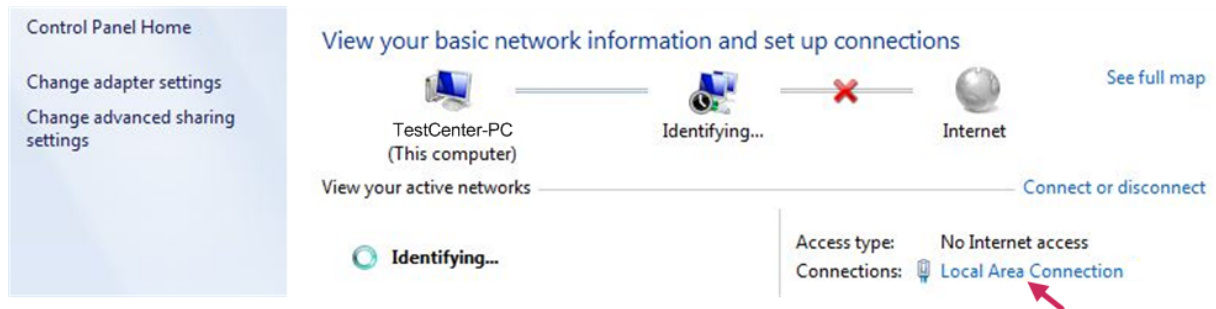 Control Panel Home
View your basic network information and set up connections
Change adapter settings
Change advanced sharing
settings
See full map
TestCenter-PC
(This computer)
Identifying...
Internet
View your active networks
Connect or disconnect
Identifying...
Access type: No Internet access
Connections: Local Area Connection